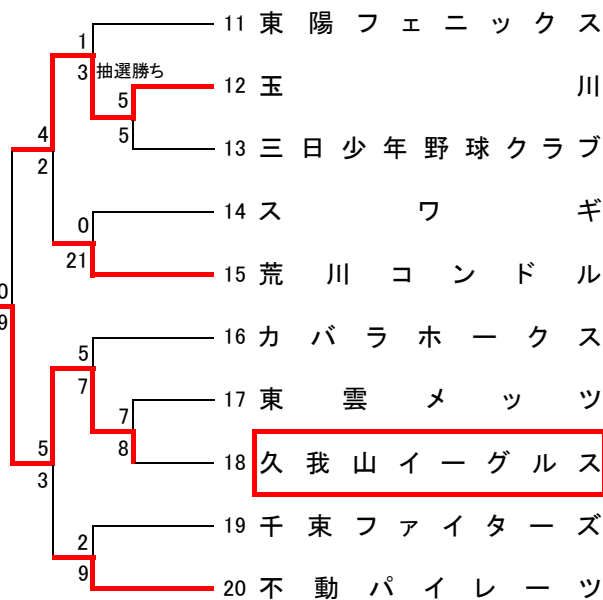 11 東陽フェニックス
1
3 抽選勝ち
12 玉川
5
4
5
13 三日少年野球クラブ
2
14 スワギ
0
21
15 荒川コンドル
0
9
16 カバラホークス
5
7
17 東雲メッツ
7
8
18 久我山イーグルス
5
3
19 千束ファイターズ
2
9
20 不動パイレーツ